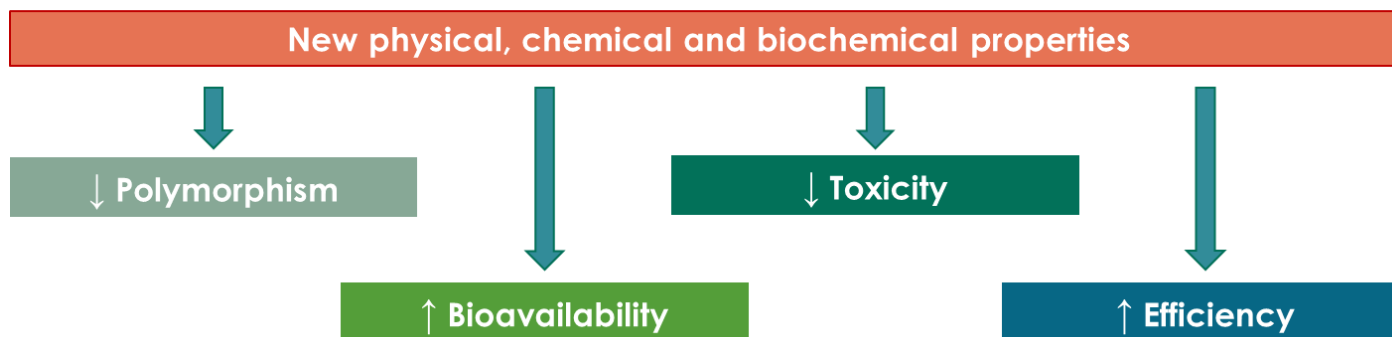 New physical, chemical and biochemical properties
↓ Polymorphism
↓ Toxicity
↑ Bioavailability
↑ Efficiency